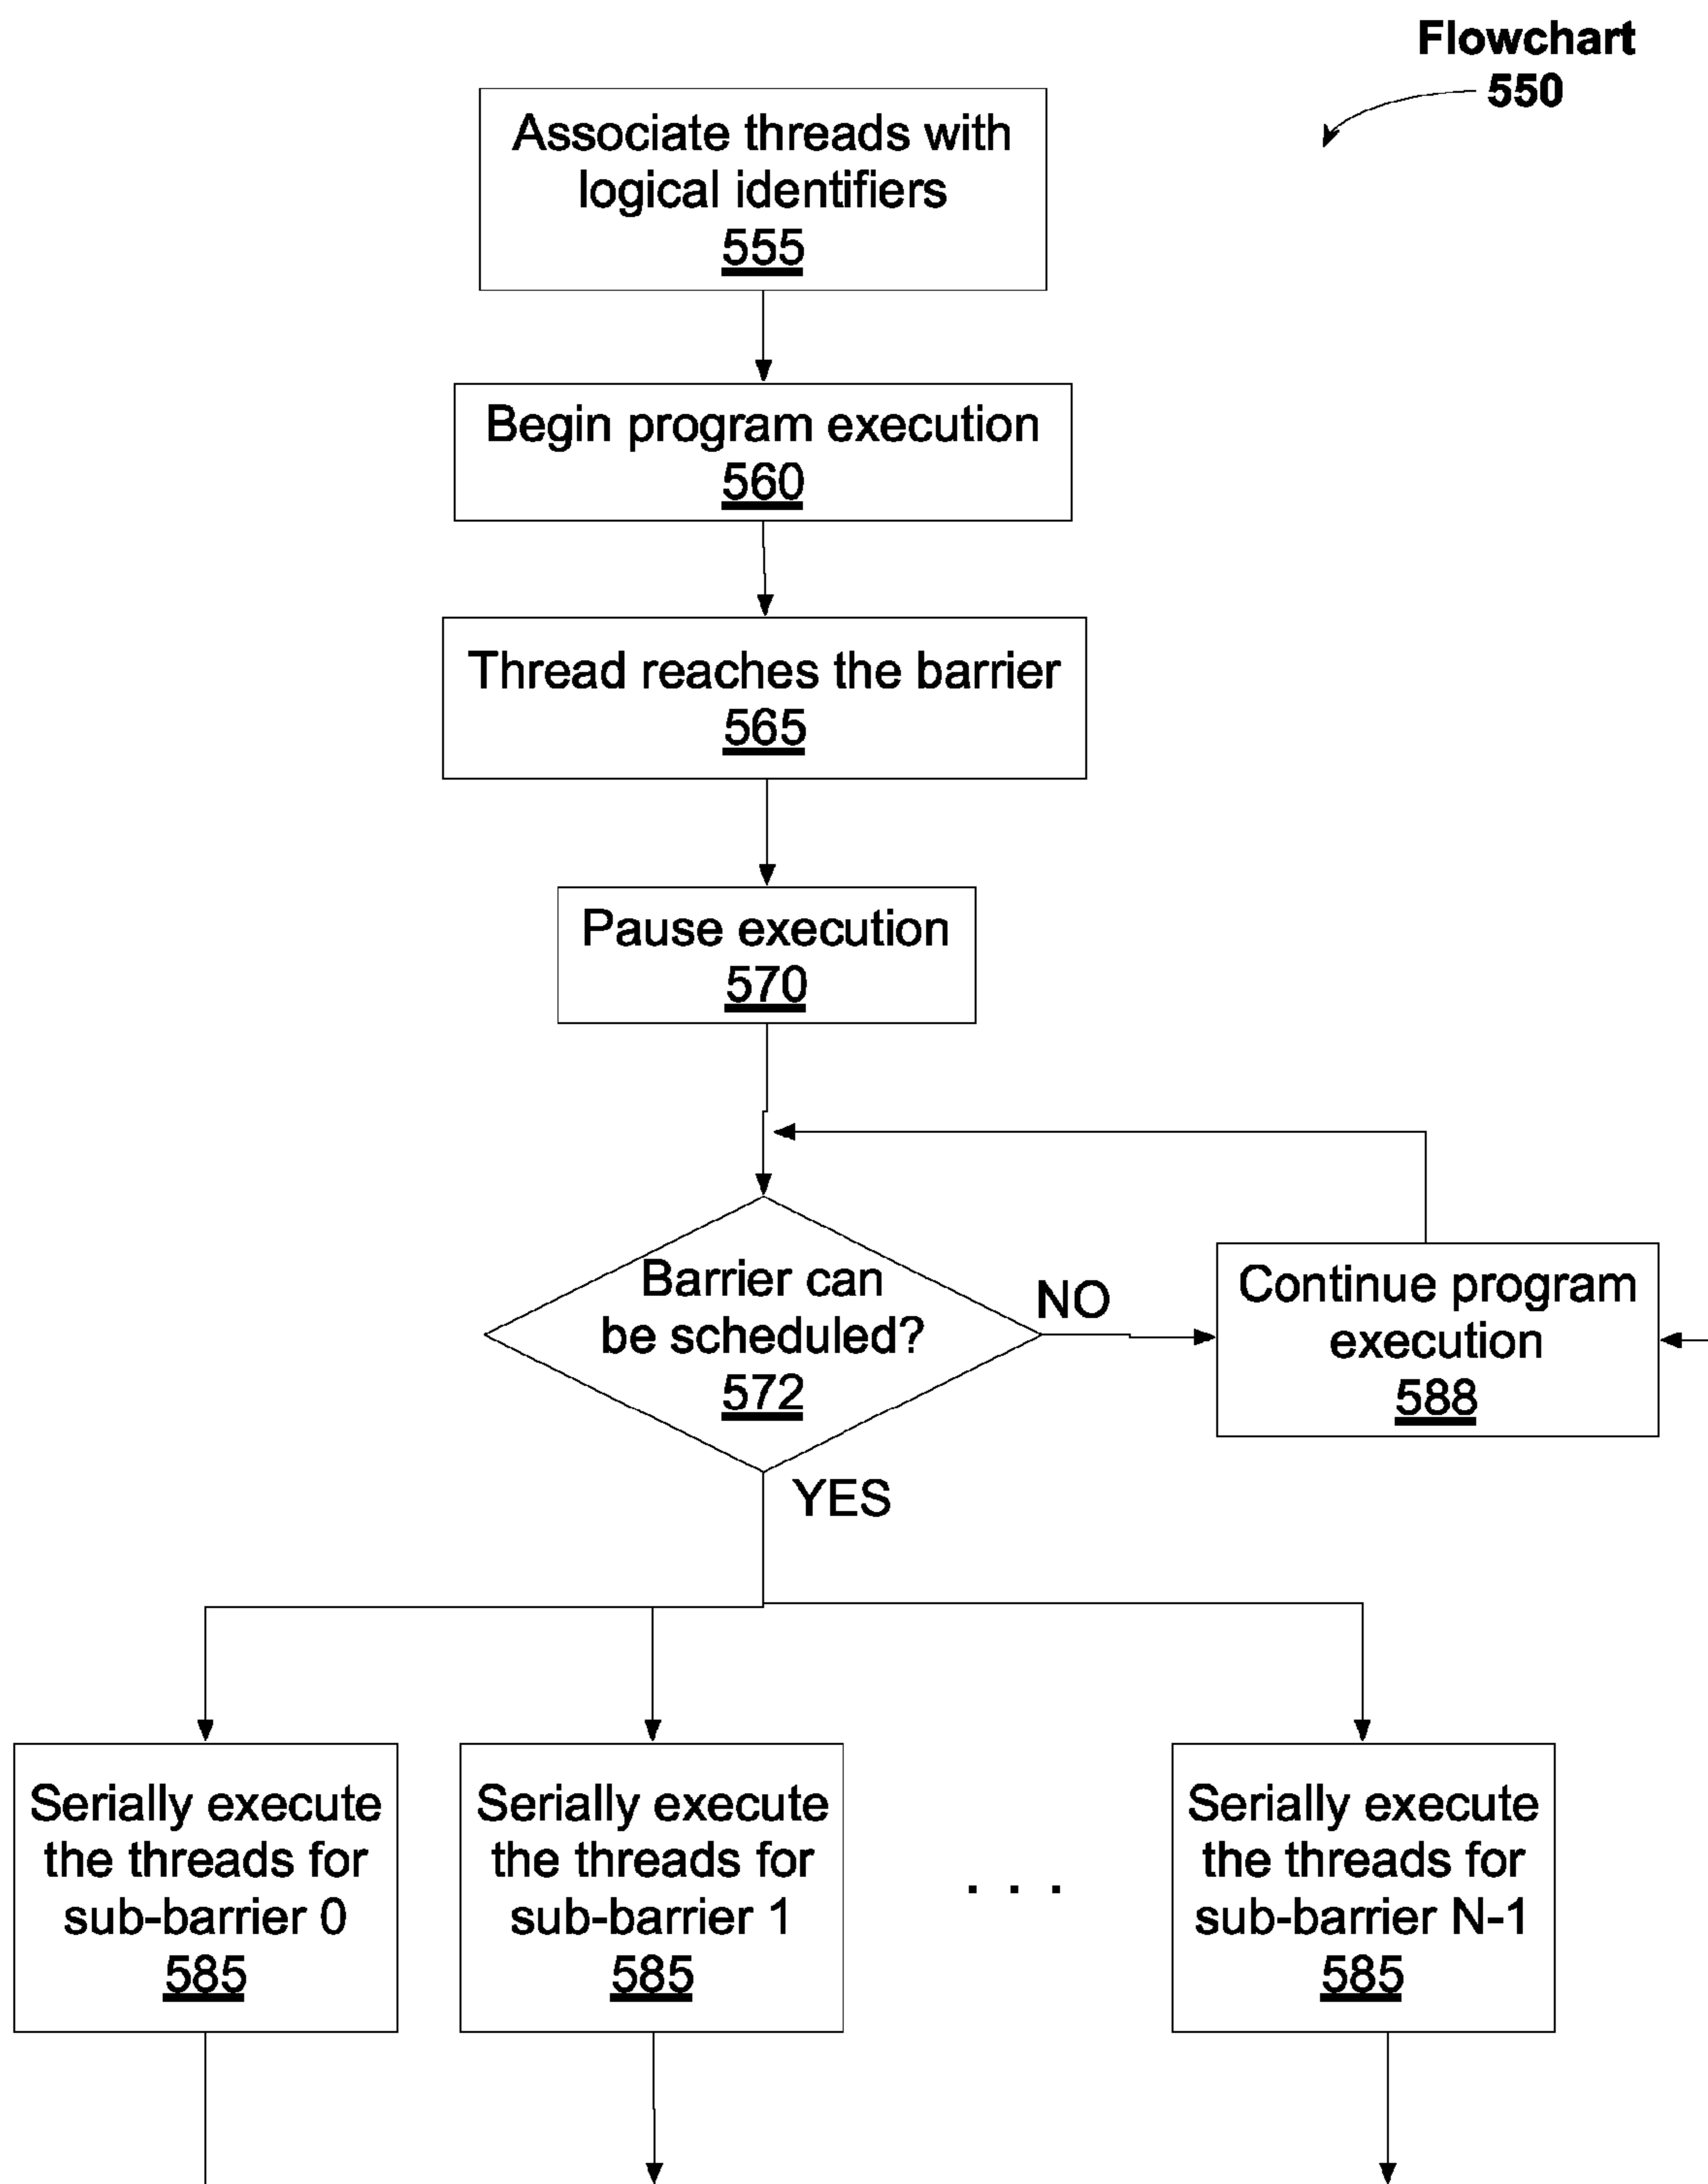 Flowchart
550
Associate threads with
logical identifiers
555
Begin program execution
560
Thread reaches the barrier
565
Pause execution
570
Barrier can
be scheduled?
572
NO
Continue program
execution
588
YES
Serially execute
the threads for
sub-barrier 0
585
Serially execute
the threads for
sub-barrier 1
585
. . .
Serially execute
the threads for
sub-barrier N-1
585